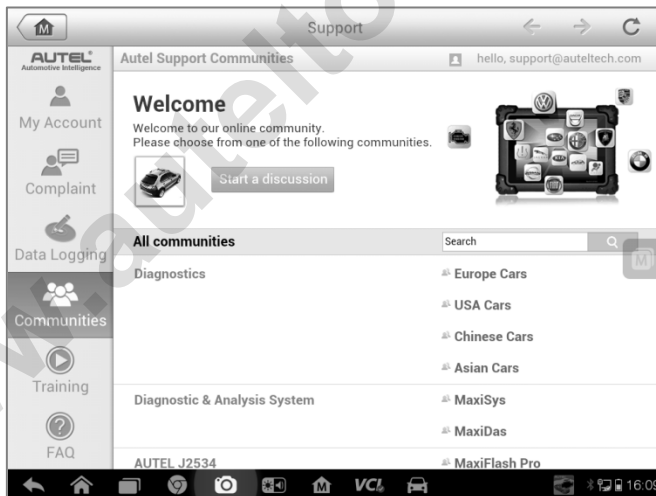 Support
AUTEL®
Automotive Intelligence
Autel Support Communities
hello, support@auteltech.com
My Account
Complaint
Data Logging
Communities
Training
FAQ
Welcome
Welcome to our online community.
Please choose from one of the following communities.
Start a discussion
All communities
Search
Diagnostics
Europe Cars
USA Cars
Chinese Cars
Asian Cars
Diagnostic & Analysis System
MaxiSys
MaxiDas
AUTEL J2534
MaxiFlash Pro
VCI
16:09